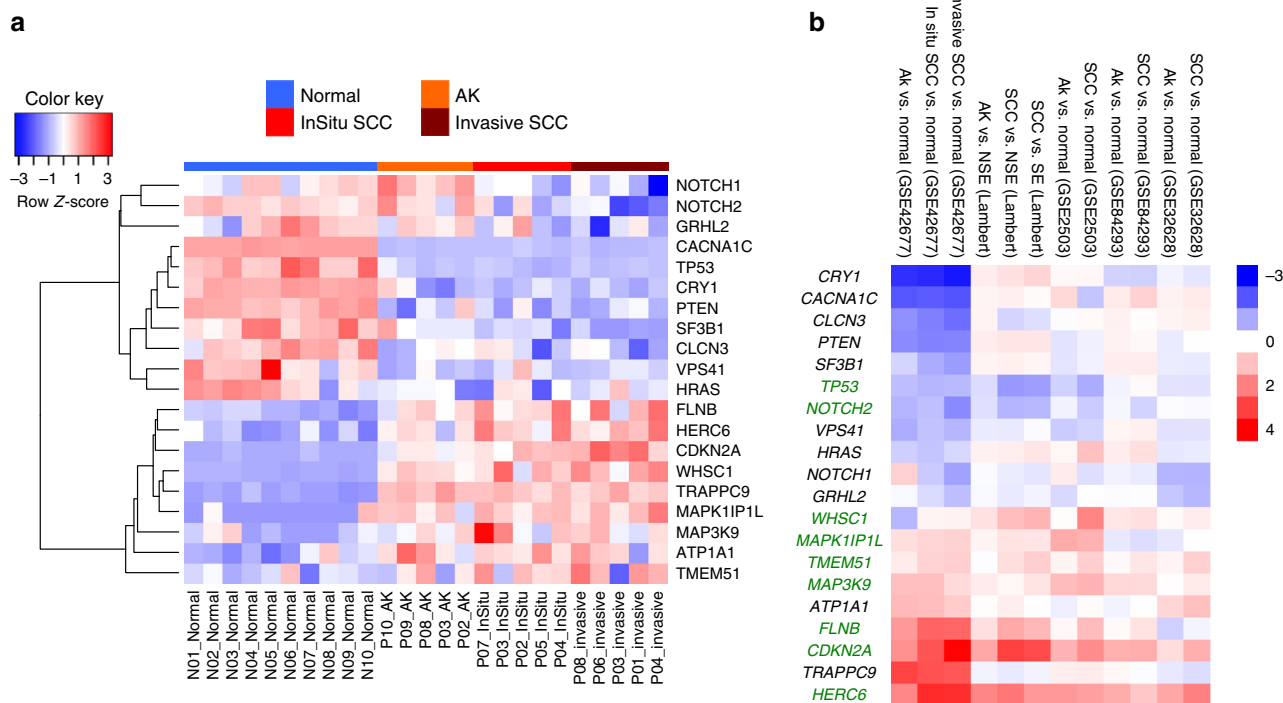 a
Color key
−3 −1 1 3
Row Z-score
Normal
InSitu SCC
AK
Invasive SCC
NOTCH1
NOTCH2
GRHL2
CACNA1C
TP53
CRY1
PTEN
SF3B1
CLCN3
VPS41
HRAS
FLNB
HERC6
CDKN2A
WHSC1
TRAPPC9
MAPK1IP1L
MAP3K9
ATP1A1
TMEM51
N01_Normal
N02_Normal
N03_Normal
N04_Normal
N05_Normal
N06_Normal
N07_Normal
N08_Normal
N09_Normal
N10_Normal
P10_AK
P09_AK
P08_AK
P03_AK
P02_AK
P07_InSitu
P03_InSitu
P02_InSitu
P05_InSitu
P04_InSitu
P08_invasive
P06_invasive
P03_invasive
P01_invasive
P04_invasive
b
Ak vs. normal (GSE42677)
In situ SCC vs. normal (GSE42677)
nvasive SCC vs. normal (GSE42677)
AK vs. NSE (Lambert)
SCC vs. NSE (Lambert)
SCC vs. SE (Lambert)
Ak vs. normal (GSE2503)
SCC vs. normal (GSE2503)
Ak vs. normal (GSE84293)
SCC vs. normal (GSE84293)
Ak vs. normal (GSE32628)
SCC vs. normal (GSE32628)
CRY1
CACNA1C
CLCN3
PTEN
SF3B1
TP53
NOTCH2
VPS41
HRAS
NOTCH1
GRHL2
WHSC1
MAPK1IP1L
TMEM51
MAP3K9
ATP1A1
FLNB
CDKN2A
TRAPPC9
HERC6
−3
0
2
4